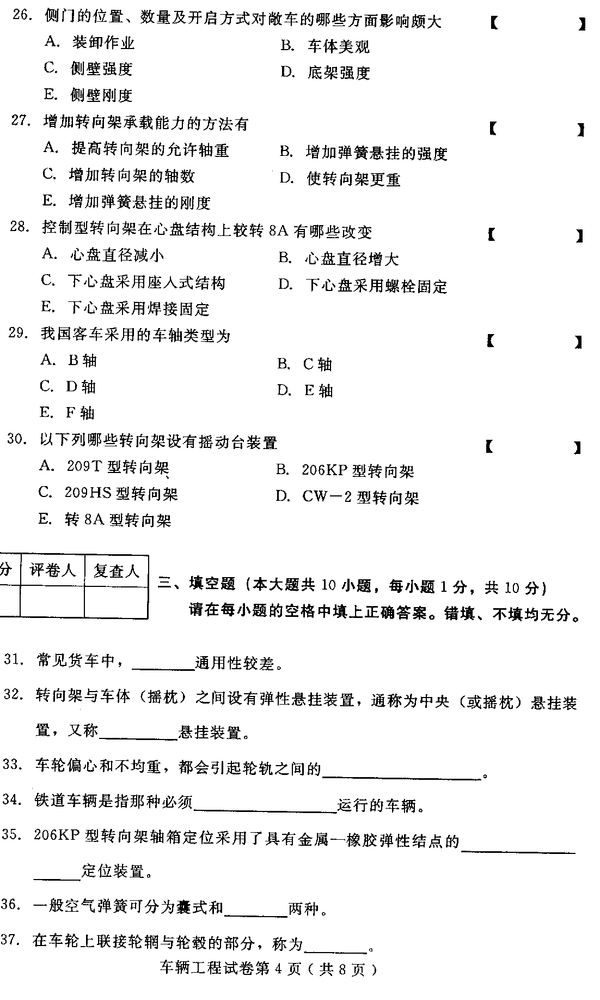 26. 侧门的位置、数量及开启方式对敞车的哪些方面影响颇大 【 】
A. 装卸作业 B. 车体美观
C. 侧壁强度 D. 底架强度
E. 侧壁刚度
27. 增加转向架承载能力的方法有 【 】
A. 提高转向架的允许轴重 B. 增加弹簧悬挂的强度
C. 增加转向架的轴数 D. 使转向架更重
E. 增加弹簧悬挂的刚度
28. 控制型转向架在心盘结构上较转 8A 有哪些改变 【 】
A. 心盘直径减小 B. 心盘直径增大
C. 下心盘采用座人式结构 D. 下心盘采用螺栓固定
E. 下心盘采用焊接固定
29. 我国客车采用的车轴类型为 【 】
A. B 轴 B. C 轴
C. D 轴 D. E 轴
E. F 轴
30. 以下列哪些转向架设有摇动台装置 【 】
A. 209T 型转向架 B. 206KP 型转向架
C. 209HS 型转向架 D. CW—2 型转向架
E. 转 8A 型转向架
分 评卷人 复查人
三、填空题(本大题共 10 小题,每小题 1 分,共 10 分)
请在每小题的空格中填上正确答案。错填、不填均无分。
31. 常见货车中,________通用性较差。
32. 转向架与车体(摇枕)之间设有弹性悬挂装置,通称为中央(或摇枕)悬挂装
置,又称__________悬挂装置。
33. 车轮偏心和不均重,都会引起轮轨之间的____________________。
34. 铁道车辆是指那种必须__________________运行的车辆。
35. 206KP 型转向架轴箱定位采用了具有金属—橡胶弹性结点的______________
______定位装置。
36. 一般空气弹簧可分为囊式和________两种。
37. 在车轮上联接轮辋与轮毂的部分,称为________。
车辆工程试卷第 4 页(共 8 页)